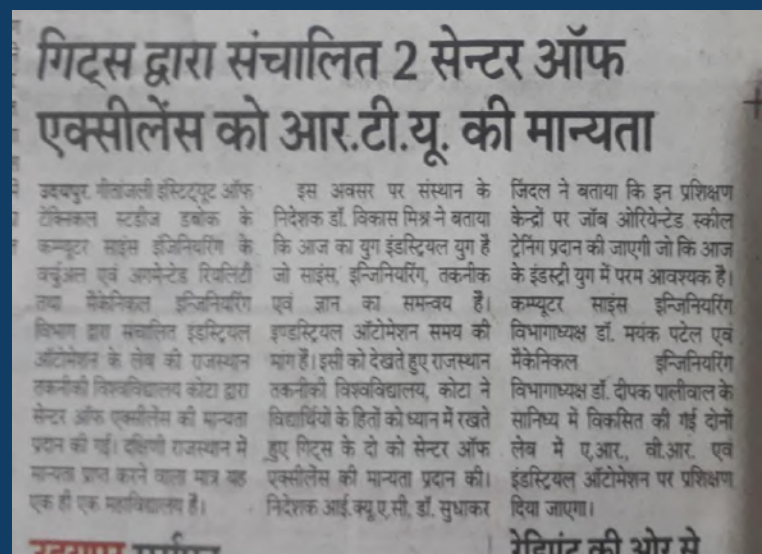 गिट्स द्वारा संचालित 2 सेन्टर ऑफ
एक्सीलेंस को आर.टी.यू. की मान्यता
उदयपुर. गीतांजली इंस्टिट्यूट ऑफ
टेक्निकल स्टडीज डबोक के
कम्प्यूटर साइंस इंजिनियरिंग के
वर्चुअल एवं अगमेन्टेड रियलिटी
तथा मैकेनिकल इन्जिनियरिंग
विभाग द्वारा संचालित इंडस्ट्रियल
ऑटोमेशन के लेब को राजस्थान
तकनीकी विश्वविद्यालय कोटा द्वारा
सेन्टर ऑफ एक्सीलेंस की मान्यता
प्रदान की गई। दक्षिणी राजस्थान में
मान्यता प्राप्त करने वाला मात्र यह
एक ही एक महाविद्यालय है।
इस अवसर पर संस्थान के
निदेशक डॉ. विकास मिश्र ने बताया
कि आज का युग इंडस्ट्रियल युग है
जो साइंस, इन्जिनियरिंग, तकनीक
एवं ज्ञान का समन्वय है।
इण्डस्ट्रियल ऑटोमेशन समय की
मांग है। इसी को देखते हुए राजस्थान
तकनीकी विश्वविद्यालय, कोटा ने
विद्यार्थियों के हितों को ध्यान में रखते
हुए गिट्स के दो को सेन्टर ऑफ
एक्सीलेंस की मान्यता प्रदान की।
निदेशक आई.क्यू.ए.सी. डॉ. सुधाकर
जिंदल ने बताया कि इन प्रशिक्षण
केन्द्रों पर जॉब ओरियेन्टेड स्कील
ट्रेनिंग प्रदान की जाएगी जो कि आज
के इंडस्ट्री युग में परम आवश्यक है।
कम्प्यूटर साइंस इन्जिनियरिंग
विभागाध्यक्ष डॉ. मयंक पटेल एवं
मैकेनिकल इन्जिनियरिंग
विभागाध्यक्ष डॉ. दीपक पालीवाल के
सानिध्य में विकसित की गई दोनों
लेब में ए.आर., वी.आर. एवं
इंडस्ट्रियल ऑटोमेशन पर प्रशिक्षण
दिया जाएगा।
की ओर से